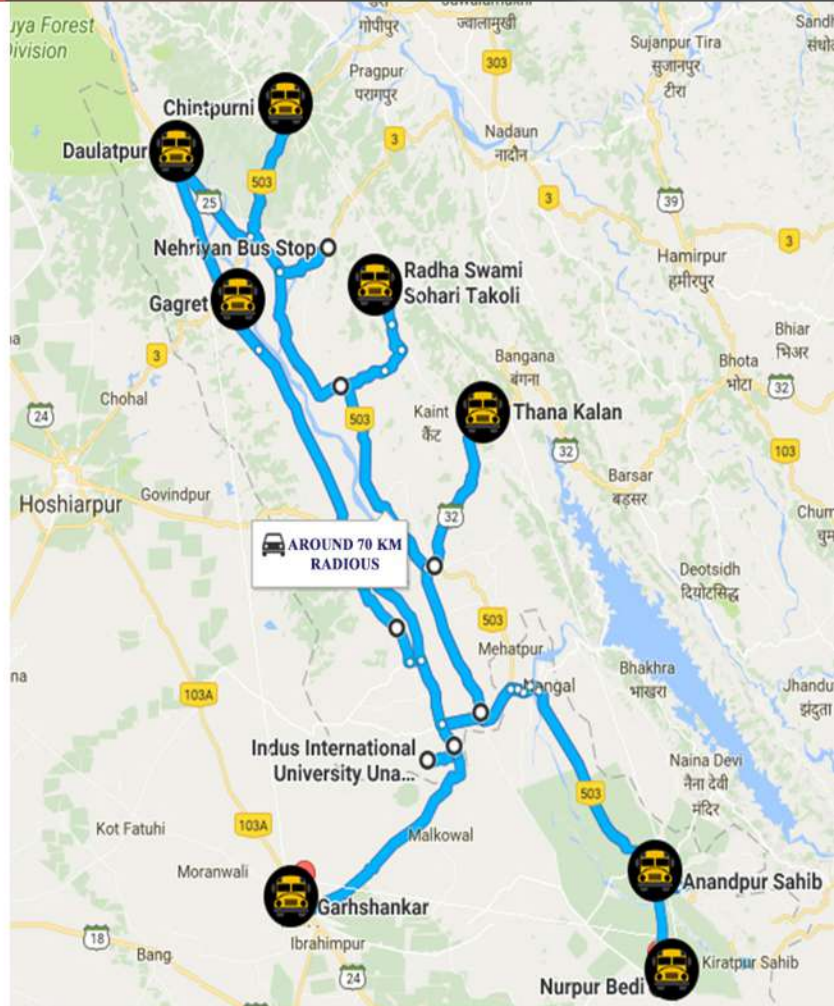 uya Forest
Division
गोपीपुर
ज्वालामुखी
Sujanpur Tira
सुजानपुर
टीरा
Chintpurni
Pragpur
परागपुर
303
Daulatpur
Nadaun
नादौन
3
503
25
3
39
Nehriyan Bus Stop
Hamirpur
हमीरपुर
3
Gagret
Radha Swami
Sohari Takoli
Bhiar
भिअर
3
Bangana
बंगना
Bhota
भोटा
32
Chohal
24
503
Kaint
कैंट
Thana Kalan
32
103
Hoshiarpur
Govindpur
Barsar
बड़सर
32
AROUND 70 KM
RADIOUS
Deotsidh
दियोटसिद्ध
503
Mehatpur
Bhakhra
भाखरा
103A
Nangal
Jhandu
झंदुता
Indus International
University Una...
Naina Devi
नैना देवी
मंदिर
503
Kot Fatuhi
103A
Malkowal
Moranwali
Anandpur Sahib
Garhshankar
18
Bang
Ibrahimpur
24
Kiratpur Sahib
Nurpur Bedi